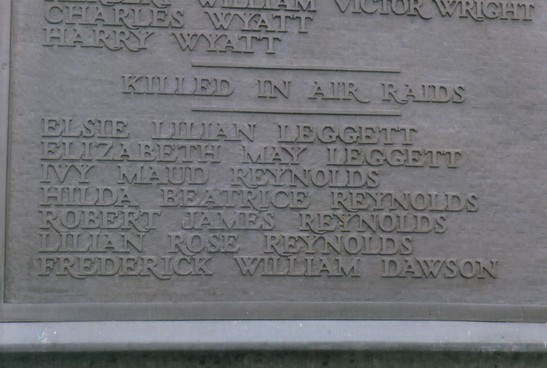 WILLIAM VICTOR WRIGHT
CHARLES WYATT
HARRY WYATT
KILLED IN AIR RAIDS
ELSIE LILIAN LEGGETT
ELIZABETH MAY LEGGETT
IVY MAUD REYNOLDS
HILDA BEATRICE REYNOLDS
ROBERT JAMES REYNOLDS
LILIAN ROSE REYNOLDS
FREDERICK WILLIAM DAWSON